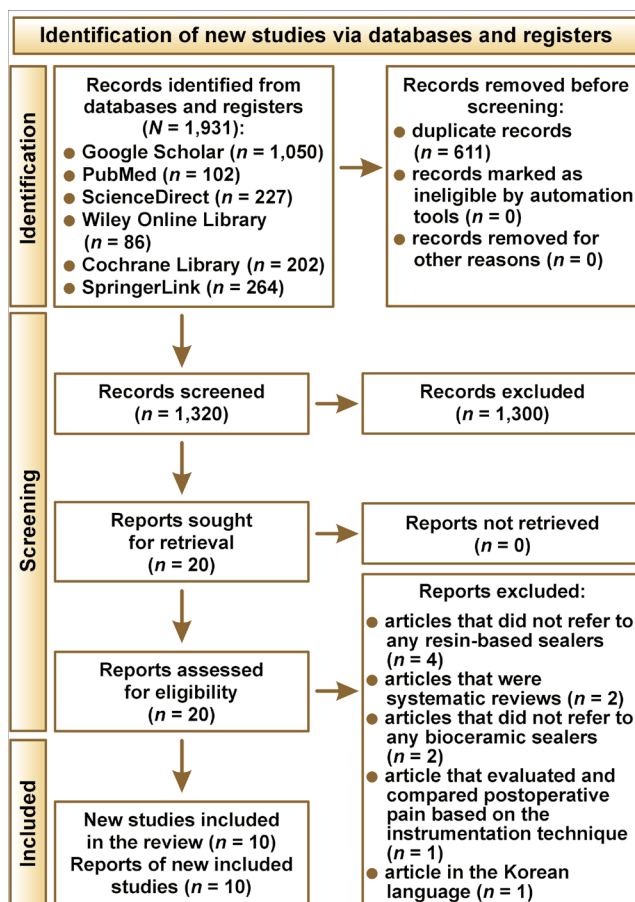 Identification of new studies via databases and registers
Identification
Records identified from
databases and registers
(N = 1,931):
● Google Scholar (n = 1,050)
● PubMed (n = 102)
● ScienceDirect (n = 227)
● Wiley Online Library
(n = 86)
● Cochrane Library (n = 202)
● SpringerLink (n = 264)
Records removed before
screening:
● duplicate records
(n = 611)
● records marked as
ineligible by automation
tools (n = 0)
● records removed for
other reasons (n = 0)
Screening
Records screened
(n = 1,320)
Records excluded
(n = 1,300)
Reports sought
for retrieval
(n = 20)
Reports not retrieved
(n = 0)
Reports assessed
for eligibility
(n = 20)
Reports excluded:
● articles that did not refer to
any resin-based sealers
(n = 4)
● articles that were
systematic reviews (n = 2)
● articles that did not refer to
any bioceramic sealers
(n = 2)
● article that evaluated and
compared postoperative
pain based on the
instrumentation technique
(n = 1)
● article in the Korean
language (n = 1)
Included
New studies included
in the review (n = 10)
Reports of new included
studies (n = 10)